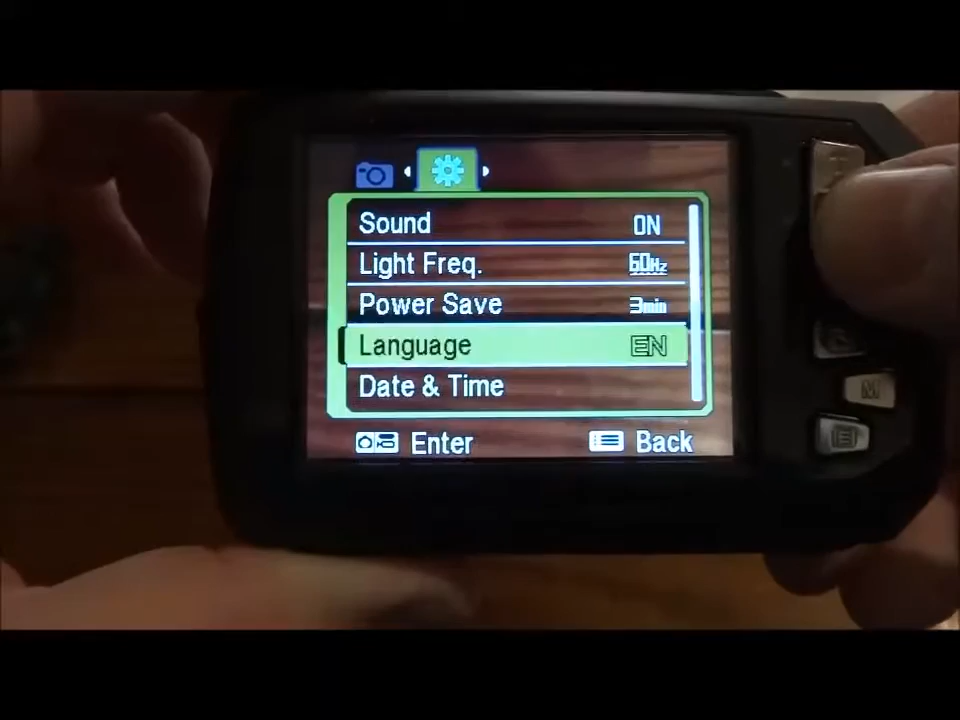 Sound ON
Light Freq. 60Hz
Power Save 3min
Language EN
Date & Time
Enter Back
M